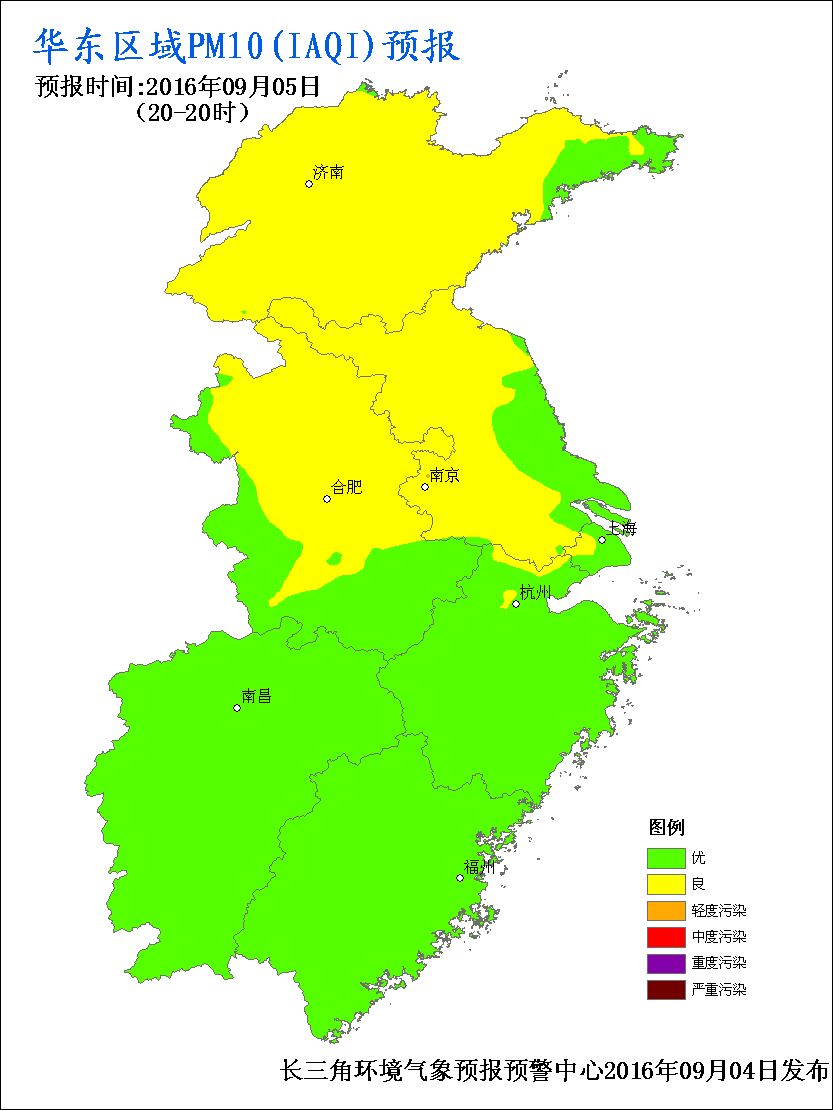 华东区域PM10(IAQI)预报
预报时间:2016年09月05日
(20-20时)
济南
南京
合肥
上海
杭州
南昌
福州
图例
优
良
轻度污染
中度污染
重度污染
严重污染
长三角环境气象预报预警中心2016年09月04日发布